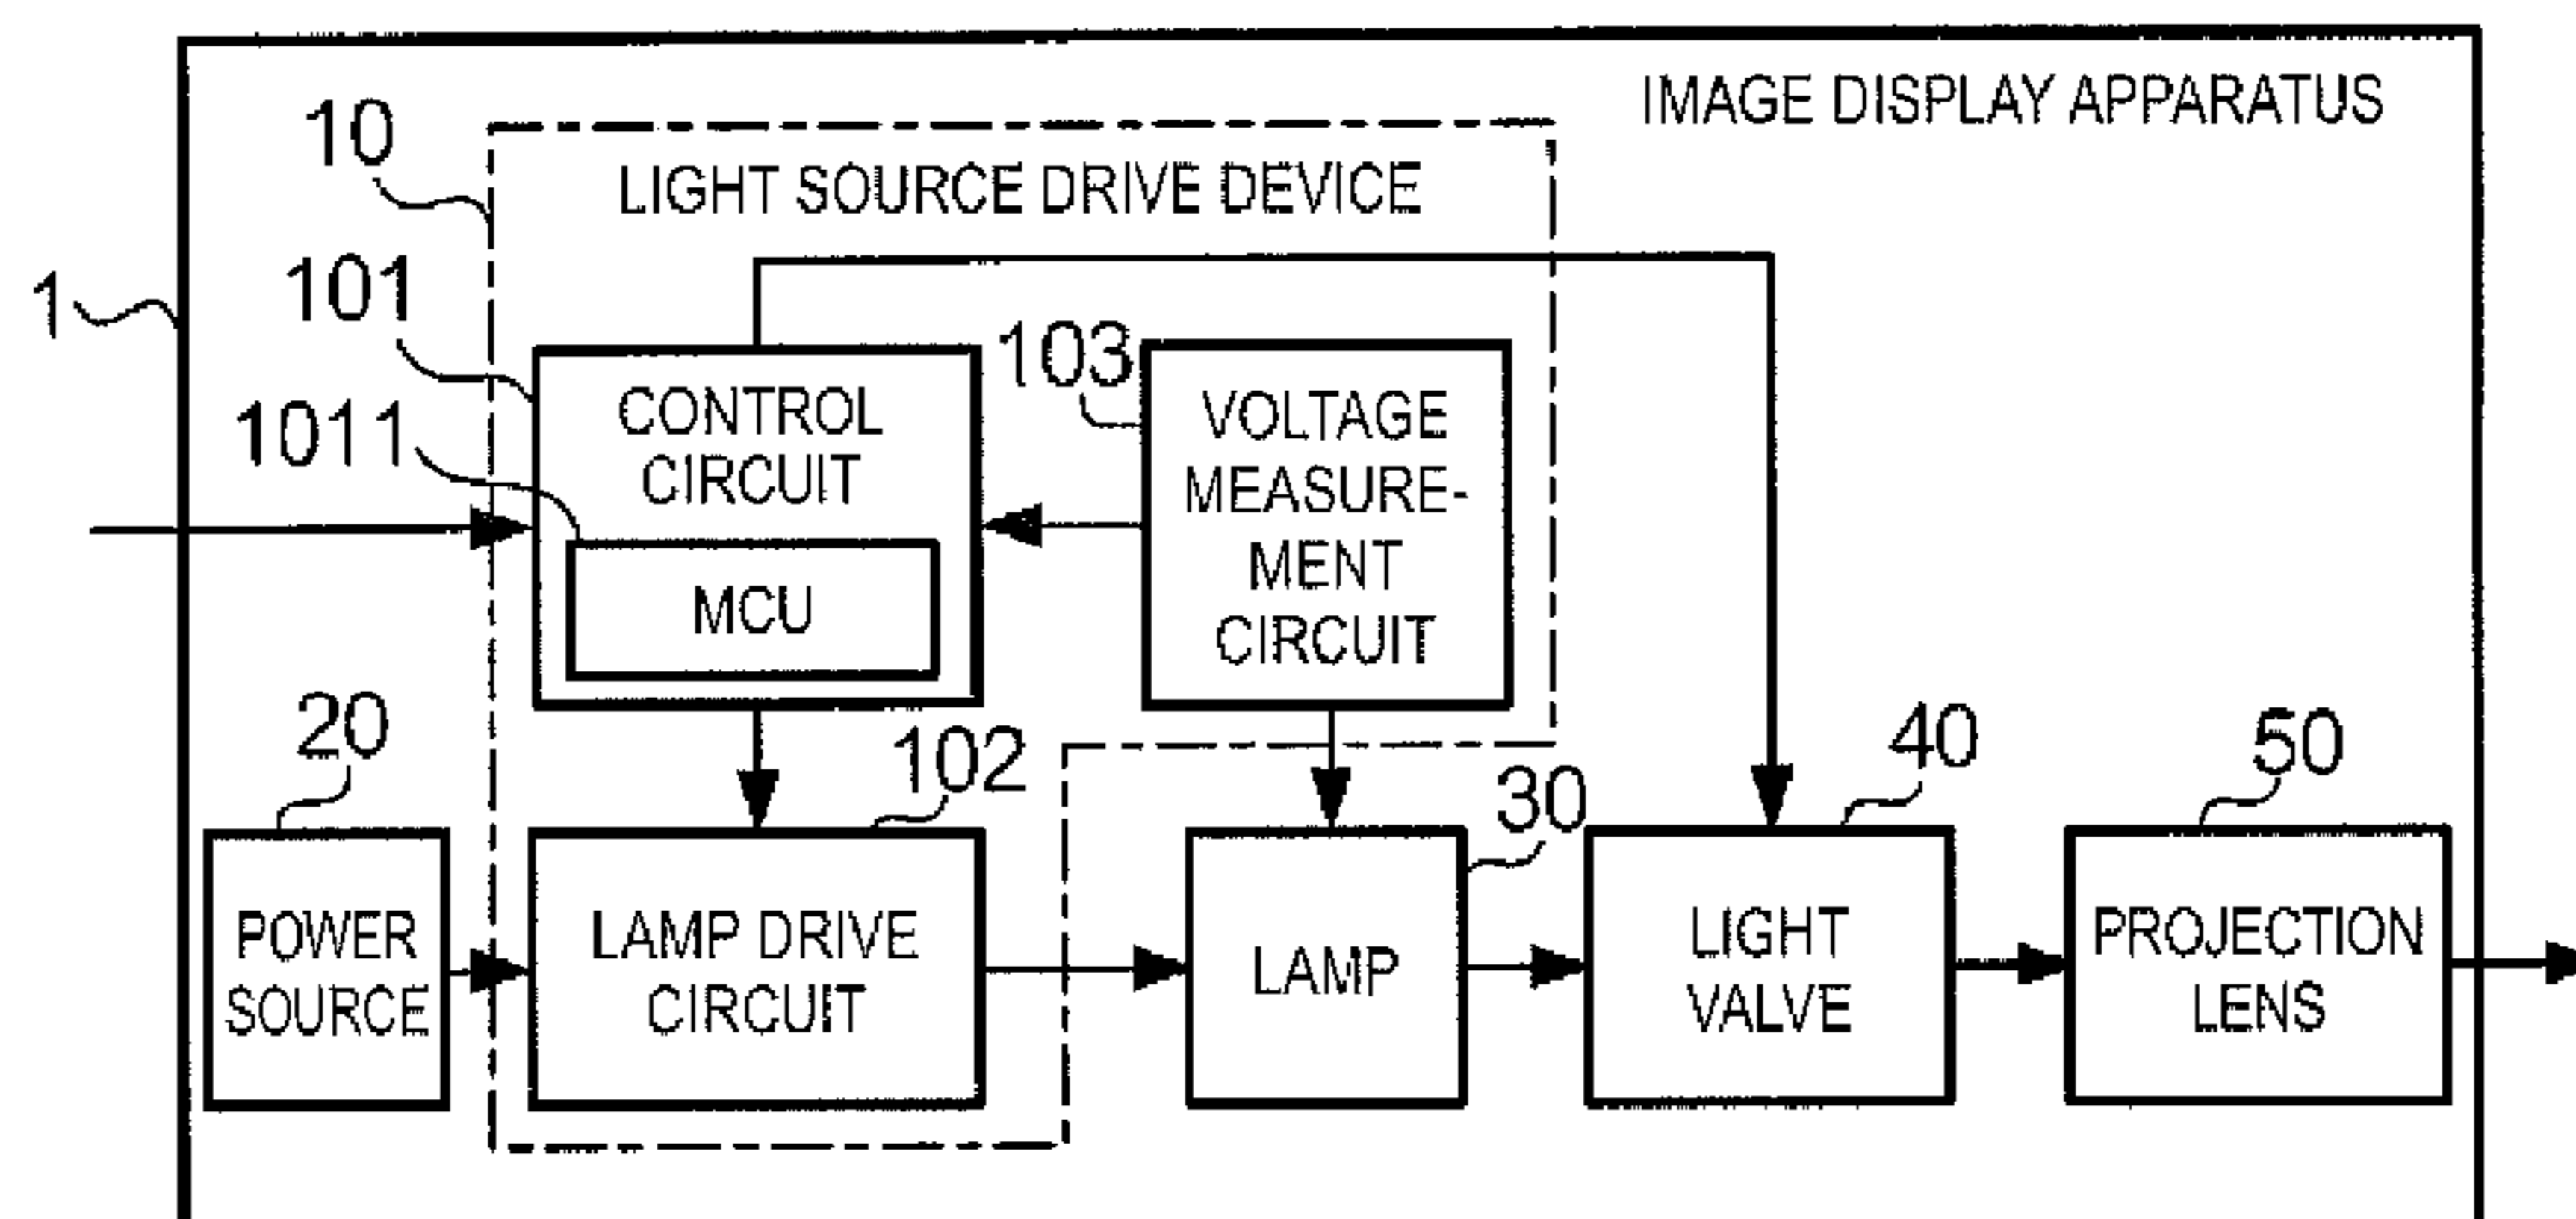 IMAGE DISPLAY APPARATUS
10
LIGHT SOURCE DRIVE DEVICE
1
101
103
1011
CONTROL
CIRCUIT
MCU
VOLTAGE
MEASURE-
MENT
CIRCUIT
20
102
30
40
50
POWER
SOURCE
LAMP DRIVE
CIRCUIT
LAMP
LIGHT
VALVE
PROJECTION
LENS